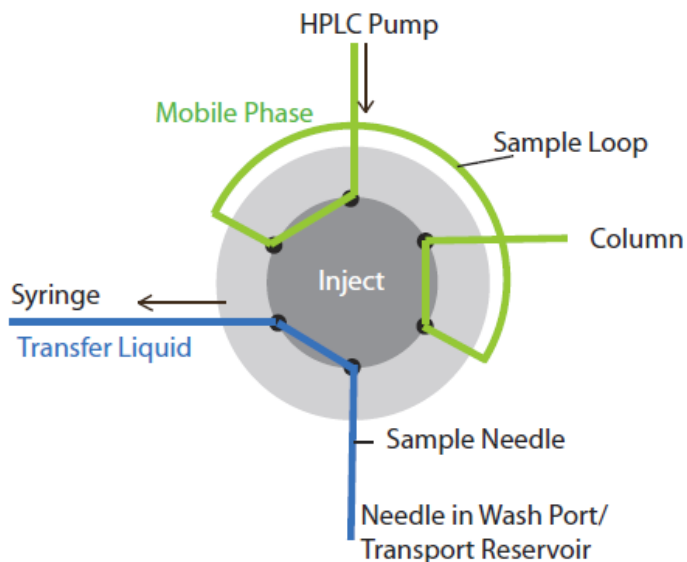 HPLC Pump
Mobile Phase
Sample Loop
Column
Inject
Syringe
Transfer Liquid
Sample Needle
Needle in Wash Port/
Transport Reservoir